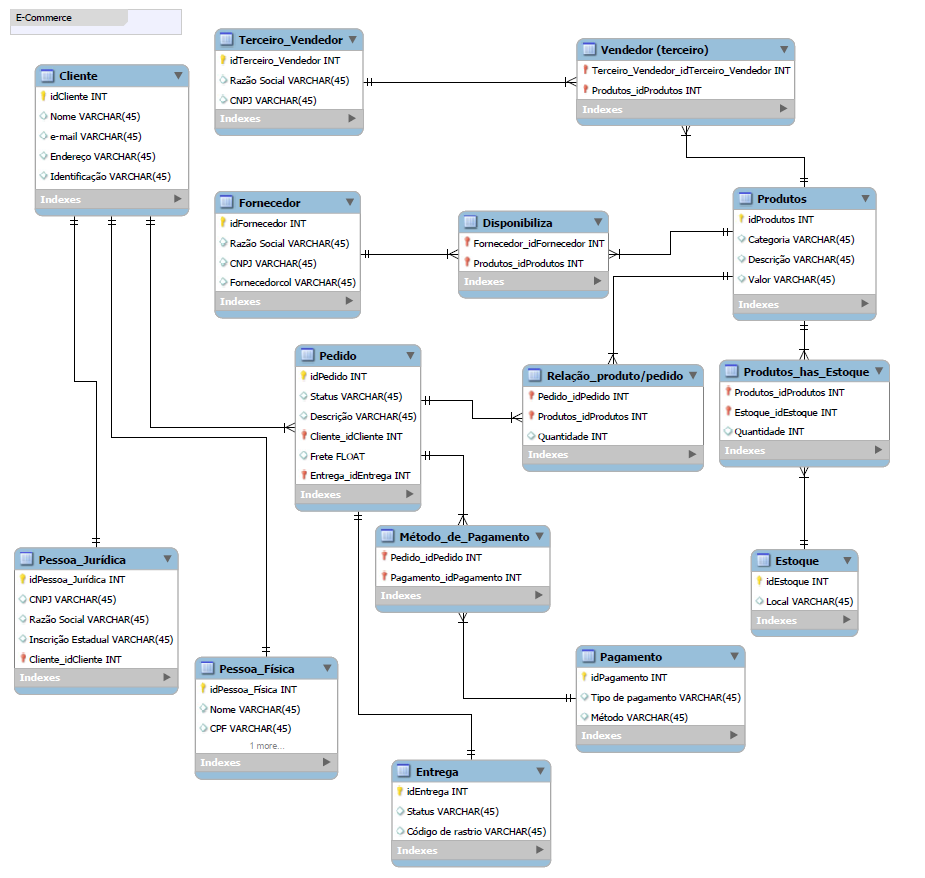 E-Commerce
Cliente
idCliente INT
Nome VARCHAR(45)
e-mail VARCHAR(45)
Endereço VARCHAR(45)
Identificação VARCHAR(45)
Indexes
Terceiro_Vendedor
idTerceiro_Vendedor INT
Razão Social VARCHAR(45)
CNPJ VARCHAR(45)
Indexes
Vendedor (terceiro)
Terceiro_Vendedor_idTerceiro_Vendedor INT
Produtos_idProdutos INT
Indexes
Fornecedor
idFornecedor INT
Razão Social VARCHAR(45)
CNPJ VARCHAR(45)
Fornecedorcol VARCHAR(45)
Indexes
Disponibiliza
Fornecedor_idFornecedor INT
Produtos_idProdutos INT
Indexes
Produtos
idProdutos INT
Categoria VARCHAR(45)
Descrição VARCHAR(45)
Valor VARCHAR(45)
Indexes
Pedido
idPedido INT
Status VARCHAR(45)
Descrição VARCHAR(45)
Cliente_idCliente INT
Frete FLOAT
Entrega_idEntrega INT
Indexes
Relação_produto/pedido
Pedido_idPedido INT
Produtos_idProdutos INT
Quantidade INT
Indexes
Produtos_has_Estoque
Produtos_idProdutos INT
Estoque_idEstoque INT
Quantidade INT
Indexes
Método_de_Pagamento
Pedido_idPedido INT
Pagamento_idPagamento INT
Indexes
Estoque
idEstoque INT
Local VARCHAR(45)
Indexes
Pessoa_Jurídica
idPessoa_Jurídica INT
CNPJ VARCHAR(45)
Razão Social VARCHAR(45)
Inscrição Estadual VARCHAR(45)
Cliente_idCliente INT
Indexes
Pessoa_Física
idPessoa_Física INT
Nome VARCHAR(45)
CPF VARCHAR(45)
1 more...
Indexes
Pagamento
idPagamento INT
Tipo de pagamento VARCHAR(45)
Método VARCHAR(45)
Indexes
Entrega
idEntrega INT
Status VARCHAR(45)
Código de rastrio VARCHAR(45)
Indexes